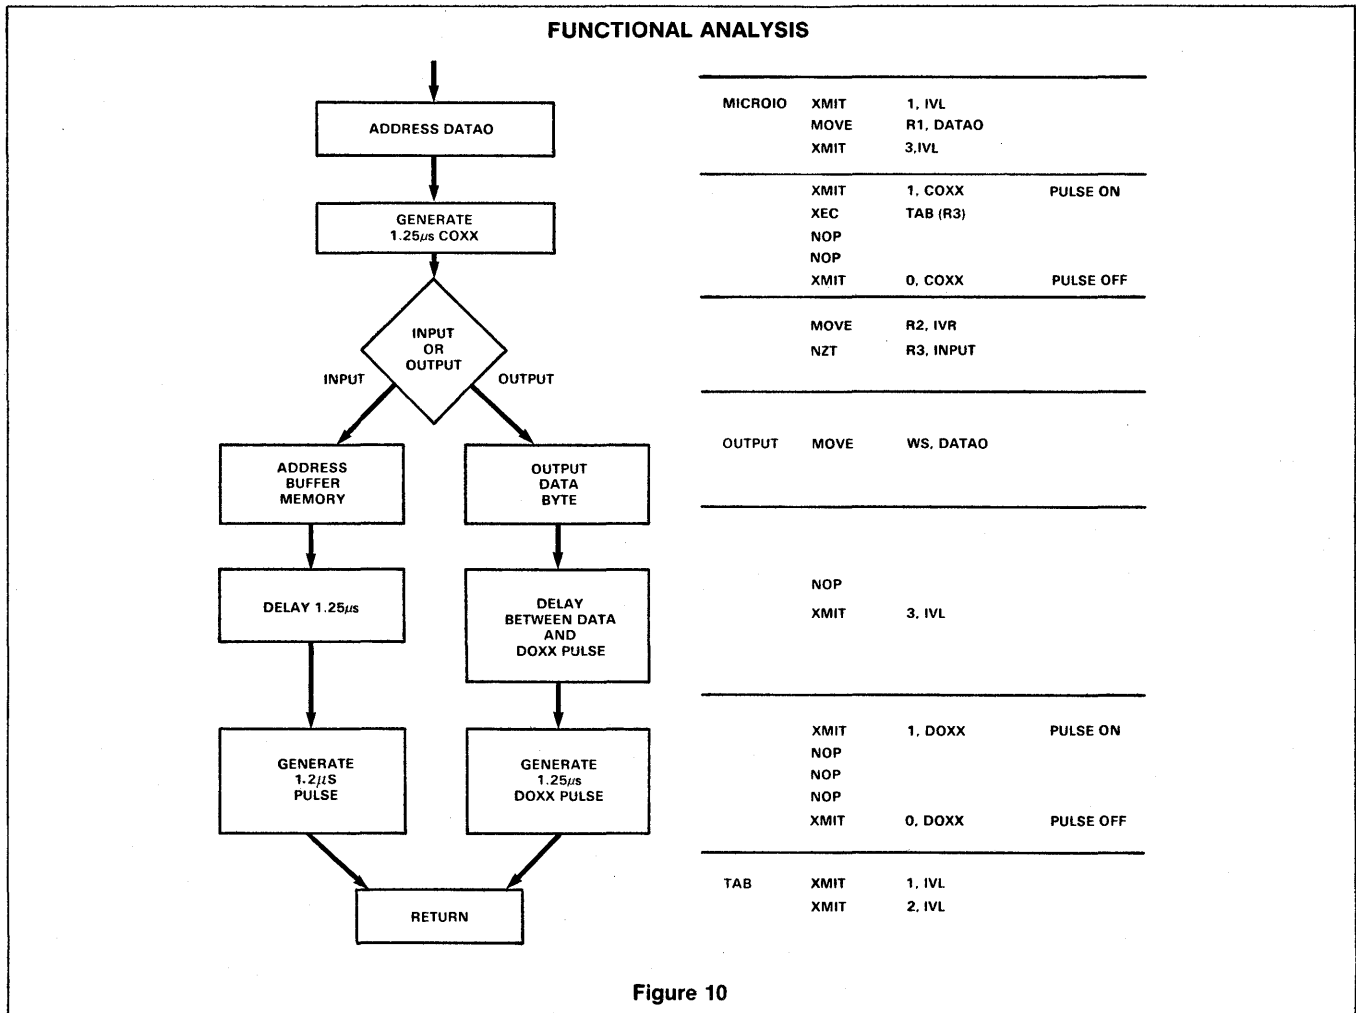 FUNCTIONAL ANALYSIS
ADDRESS DATAO
GENERATE
1.25μs COXX
INPUT
OR
OUTPUT
INPUT
OUTPUT
ADDRESS
BUFFER
MEMORY
OUTPUT
DATA
BYTE
DELAY 1.25μs
DELAY
BETWEEN DATA
AND
DOXX PULSE
GENERATE
1.2μS
PULSE
GENERATE
1.25μs
DOXX PULSE
RETURN
MICROIO XMIT 1, IVL
MOVE R1, DATAO
XMIT 3,IVL
XMIT 1, COXX PULSE ON
XEC TAB (R3)
NOP
NOP
XMIT 0, COXX PULSE OFF
MOVE R2, IVR
NZT R3, INPUT
OUTPUT MOVE WS, DATAO
NOP
XMIT 3, IVL
XMIT 1, DOXX PULSE ON
NOP
NOP
NOP
XMIT 0, DOXX PULSE OFF
TAB XMIT 1, IVL
XMIT 2, IVL
Figure 10